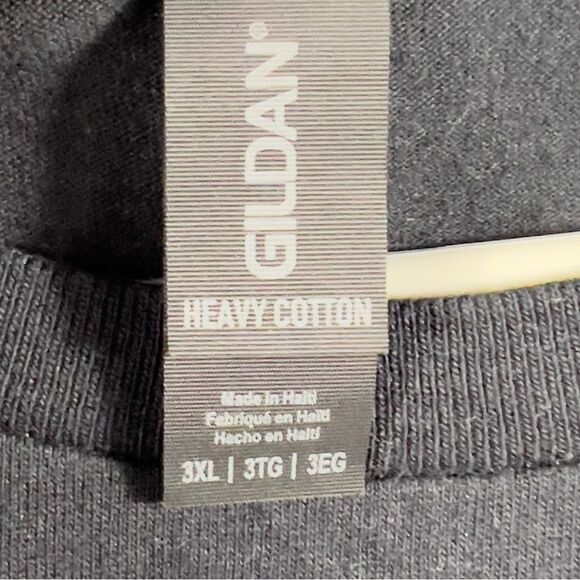 GILDAN®
HEAVY COTTON
Made in Haiti
Fabriqué en Haïti
Hecho en Haití
3XL | 3TG | 3EG